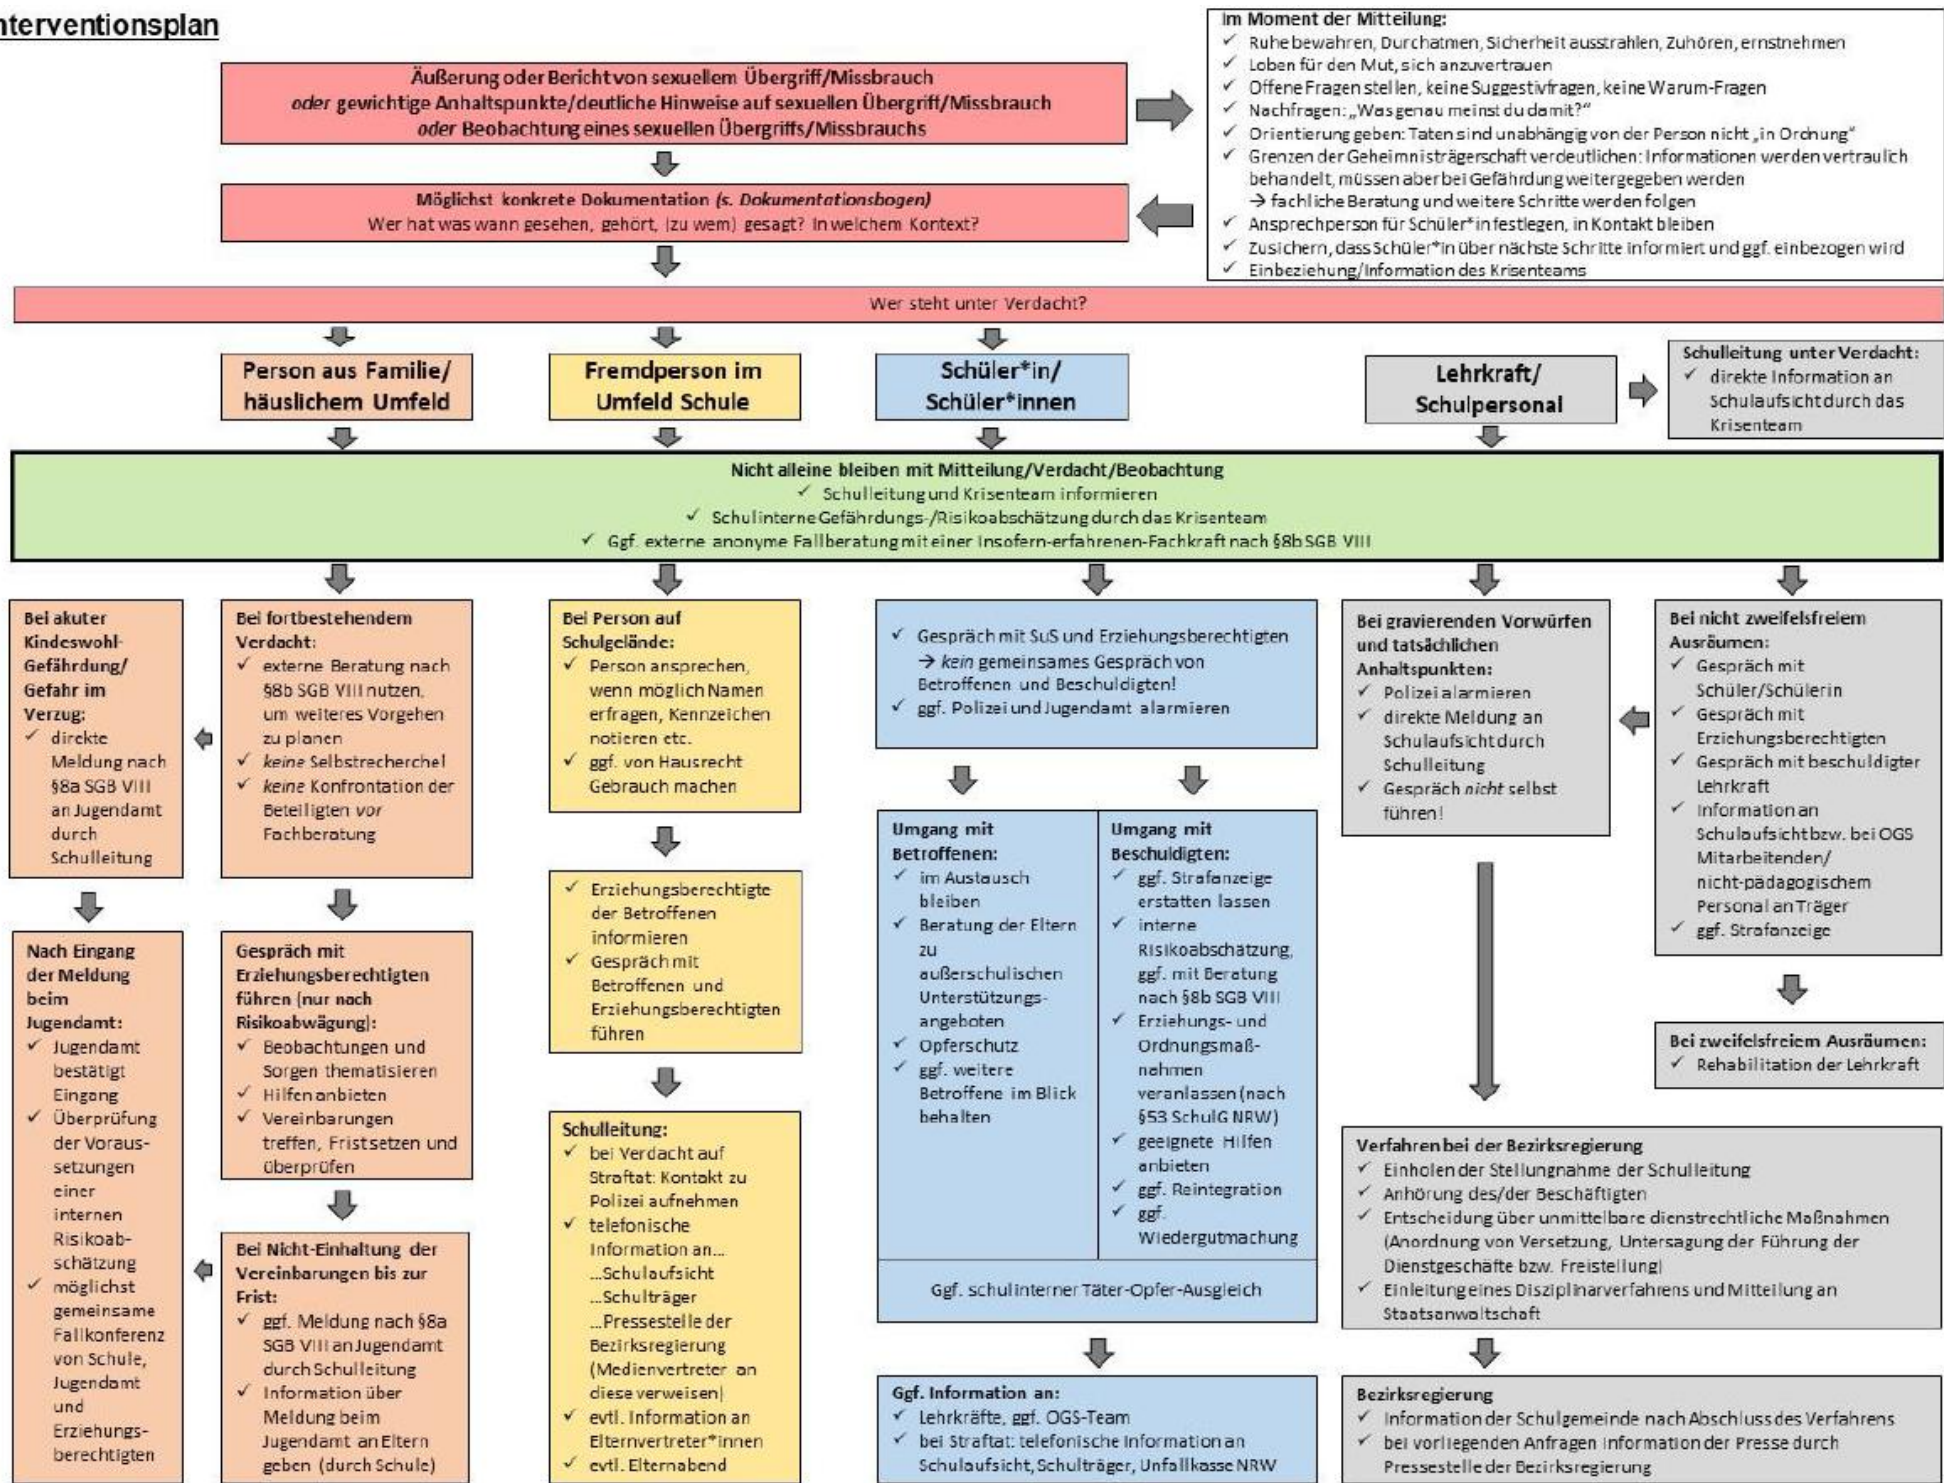 nterventionsplan
Äußerung oder Bericht von sexuellem Übergriff/Missbrauch
oder gewichtige Anhaltspunkte/deutliche Hinweise auf sexuellen Übergriff/Missbrauch
oder Beobachtung eines sexuellen Übergriffs/Missbrauchs
Im Moment der Mitteilung:
✓ Ruhe bewahren, Durchatmen, Sicherheit ausstrahlen, Zuhören, ernstnehmen
✓ Loben für den Mut, sich anzuvertrauen
✓ Offene Fragen stellen, keine Suggestivfragen, keine Warum-Fragen
✓ Nachfragen: „Was genau meinst du damit?“
✓ Orientierung geben: Taten sind unabhängig von der Person nicht „in Ordnung“
✓ Grenzen der Geheimnisträgerschaft verdeutlichen: Informationen werden vertraulich
behandelt, müssen aber bei Gefährdung weitergegeben werden
→ fachliche Beratung und weitere Schritte werden folgen
✓ Ansprechperson für Schüler*in festlegen, in Kontakt bleiben
✓ Zusichern, dass Schüler*in über nächste Schritte informiert und ggf. einbezogen wird
✓ Einbeziehung/Information des Krisenteams
Möglichst konkrete Dokumentation (s. Dokumentationsbogen)
Wer hat was wann gesehen, gehört, (zu wem) gesagt? In welchem Kontext?
Wer steht unter Verdacht?
Person aus Familie/
häuslichem Umfeld
Fremdperson im
Umfeld Schule
Schüler*in/
Schüler*innen
Lehrkraft/
Schulpersonal
Schulleitung unter Verdacht:
✓ direkte Information an
Schulaufsicht durch das
Krisenteam
Nicht alleine bleiben mit Mitteilung/Verdacht/Beobachtung
✓ Schulleitung und Krisenteam informieren
✓ Schulinterne Gefährdungs-/Risikoabschätzung durch das Krisenteam
✓ Ggf. externe anonyme Fallberatung mit einer Insofern-erfahrenen-Fachkraft nach §8b SGB VIII
Bei akuter
Kindeswohl-
Gefährdung/
Gefahr im
Verzug:
✓ direkte
Meldung nach
§8a SGB VIII
an Jugendamt
durch
Schulleitung
Nach Eingang
der Meldung
beim
Jugendamt:
✓ Jugendamt
bestätigt
Eingang
✓ Überprüfung
der Voraus-
setzungen
einer
internen
Risikoab-
schätzung
✓ möglichst
gemeinsame
Fallkonferenz
von Schule,
Jugendamt
und
Erziehungs-
berechtigten
Bei fortbestehendem
Verdacht:
✓ externe Beratung nach
§8b SGB VIII nutzen,
um weiteres Vorgehen
zu planen
✓ keine Selbstrecherche!
✓ keine Konfrontation der
Beteiligten vor
Fachberatung
Gespräch mit
Erziehungsberechtigten
führen (nur nach
Risikoabwägung):
✓ Beobachtungen und
Sorgen thematisieren
✓ Hilfen anbieten
✓ Vereinbarungen
treffen, Frist setzen und
überprüfen
Bei Nicht-Einhaltung der
Vereinbarungen bis zur
Frist:
✓ ggf. Meldung nach §8a
SGB VIII an Jugendamt
durch Schulleitung
✓ Information über
Meldung beim
Jugendamt an Eltern
geben (durch Schule)
Bei Person auf
Schulgelände:
✓ Person ansprechen,
wenn möglich Namen
erfragen, Kennzeichen
notieren etc.
✓ ggf. von Hausrecht
Gebrauch machen
✓ Erziehungsberechtigte
der Betroffenen
informieren
✓ Gespräch mit
Betroffenen und
Erziehungsberechtigten
führen
Schulleitung:
✓ bei Verdacht auf
Straftat: Kontakt zu
Polizei aufnehmen
✓ telefonische
Information an...
...Schulaufsicht
...Schulträger
...Pressestelle der
Bezirksregierung
(Medienvertreter an
diese verweisen)
✓ evtl. Information an
Elternvertreter*innen
✓ evtl. Elternabend
✓ Gespräch mit SuS und Erziehungsberechtigten
→ kein gemeinsames Gespräch von
Betroffenen und Beschuldigten!
✓ ggf. Polizei und Jugendamt alarmieren
Umgang mit
Betroffenen:
✓ im Austausch
bleiben
✓ Beratung der Eltern
zu
außerschulischen
Unterstützungs-
angeboten
✓ Opferschutz
✓ ggf. weitere
Betroffene im Blick
behalten
Umgang mit
Beschuldigten:
✓ ggf. Strafanzeige
erstatten lassen
✓ interne
Risikoabschätzung,
ggf. mit Beratung
nach §8b SGB VIII
✓ Erziehungs- und
Ordnungsmaß-
nahmen
veranlassen (nach
§53 SchulG NRW)
✓ geeignete Hilfen
anbieten
✓ ggf. Reintegration
✓ ggf.
Wiedergutmachung
Ggf. schulinterner Täter-Opfer-Ausgleich
Ggf. Information an:
✓ Lehrkräfte, ggf. OGS-Team
✓ bei Straftat: telefonische Information an
Schulaufsicht, Schulträger, Unfallkasse NRW
Bei gravierenden Vorwürfen
und tatsächlichen
Anhaltspunkten:
✓ Polizei alarmieren
✓ direkte Meldung an
Schulaufsicht durch
Schulleitung
✓ Gespräch nicht selbst
führen!
Bei nicht zweifelsfreiem
Ausräumen:
✓ Gespräch mit
Schüler/Schülerin
✓ Gespräch mit
Erziehungsberechtigten
✓ Gespräch mit beschuldigter
Lehrkraft
✓ Information an
Schulaufsicht bzw. bei OGS
Mitarbeitenden/
nicht-pädagogischem
Personal an Träger
✓ ggf. Strafanzeige
Bei zweifelsfreiem Ausräumen:
✓ Rehabilitation der Lehrkraft
Verfahren bei der Bezirksregierung
✓ Einholen der Stellungnahme der Schulleitung
✓ Anhörung des/der Beschäftigten
✓ Entscheidung über unmittelbare dienstrechtliche Maßnahmen
(Anordnung von Versetzung, Untersagung der Führung der
Dienstgeschäfte bzw. Freistellung)
✓ Einleitung eines Disziplinarverfahrens und Mitteilung an
Staatsanwaltschaft
Bezirksregierung
✓ Information der Schulgemeinde nach Abschluss des Verfahrens
✓ bei vorliegenden Anfragen Information der Presse durch
Pressestelle der Bezirksregierung